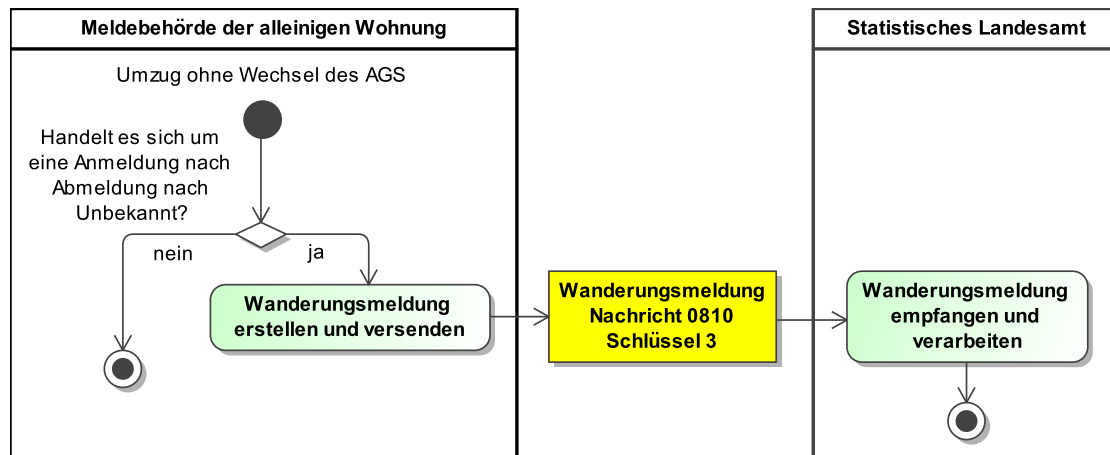 Meldebehörde der alleinigen Wohnung
Umzug ohne Wechsel des AGS
Handelt es sich um
eine Anmeldung nach
Abmeldung nach
Unbekannt?
nein
ja
Wanderungsmeldung
erstellen und versenden
Wanderungsmeldung
Nachricht 0810
Schlüssel 3
Statistisches Landesamt
Wanderungsmeldung
empfangen und
verarbeiten